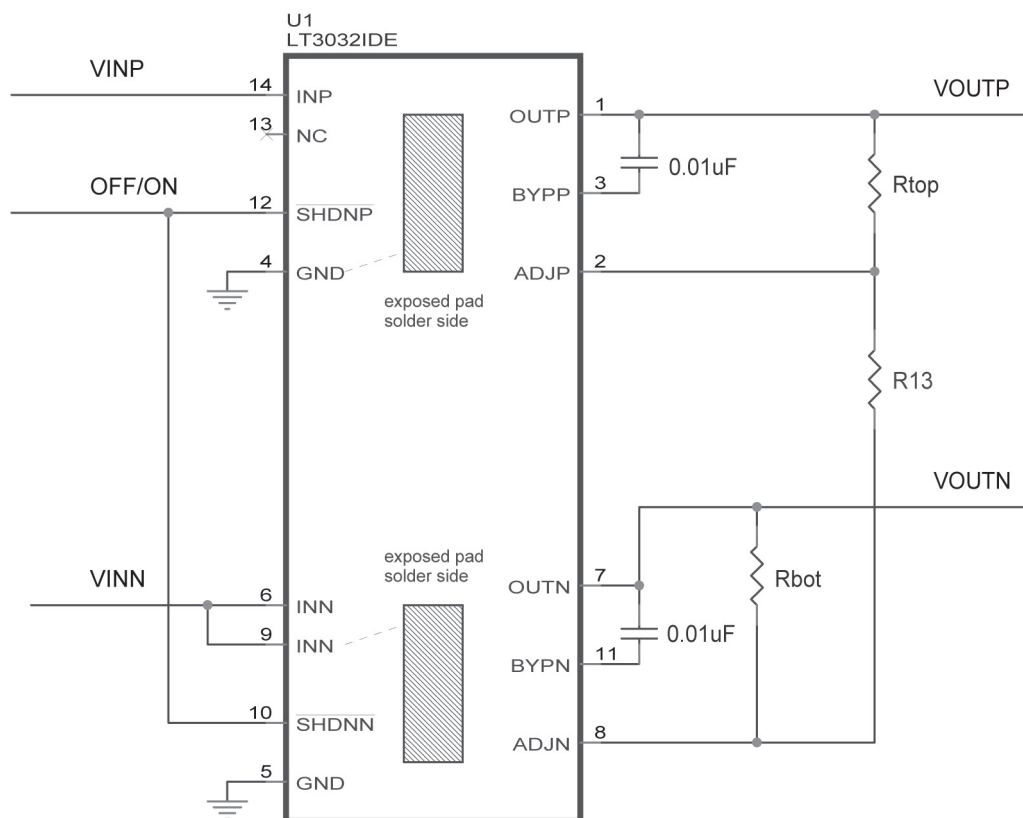 U1
LT3032IDE
VINP
14
INP
13
NC
OFF/ON
12
SHDNP
4
GND
exposed pad
solder side
OUTP
1
VOUTP
0.01uF
BYPP
3
Rtop
ADJP
2
R13
VOUTN
exposed pad
solder side
VINN
6
INN
9
INN
10
SHDNN
5
GND
OUTN
7
Rbot
0.01uF
BYPN
11
ADJN
8